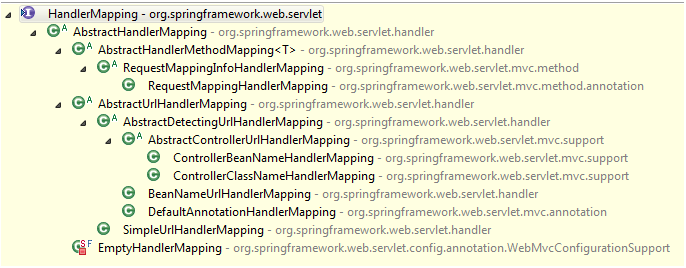 HandlerMapping - org.springframework.web.servlet
A AbstractHandlerMapping - org.springframework.web.servlet.handler
A AbstractHandlerMethodMapping<T> - org.springframework.web.servlet.handler
A RequestMappingInfoHandlerMapping - org.springframework.web.servlet.mvc.method
RequestMappingHandlerMapping - org.springframework.web.servlet.mvc.method.annotation
A AbstractUrlHandlerMapping - org.springframework.web.servlet.handler
A AbstractDetectingUrlHandlerMapping - org.springframework.web.servlet.handler
A AbstractControllerUrlHandlerMapping - org.springframework.web.servlet.mvc.support
ControllerBeanNameHandlerMapping - org.springframework.web.servlet.mvc.support
ControllerClassNameHandlerMapping - org.springframework.web.servlet.mvc.support
BeanNameUrlHandlerMapping - org.springframework.web.servlet.handler
DefaultAnnotationHandlerMapping - org.springframework.web.servlet.mvc.annotation
SimpleUrlHandlerMapping - org.springframework.web.servlet.handler
S F EmptyHandlerMapping - org.springframework.web.servlet.config.annotation.WebMvcConfigurationSupport